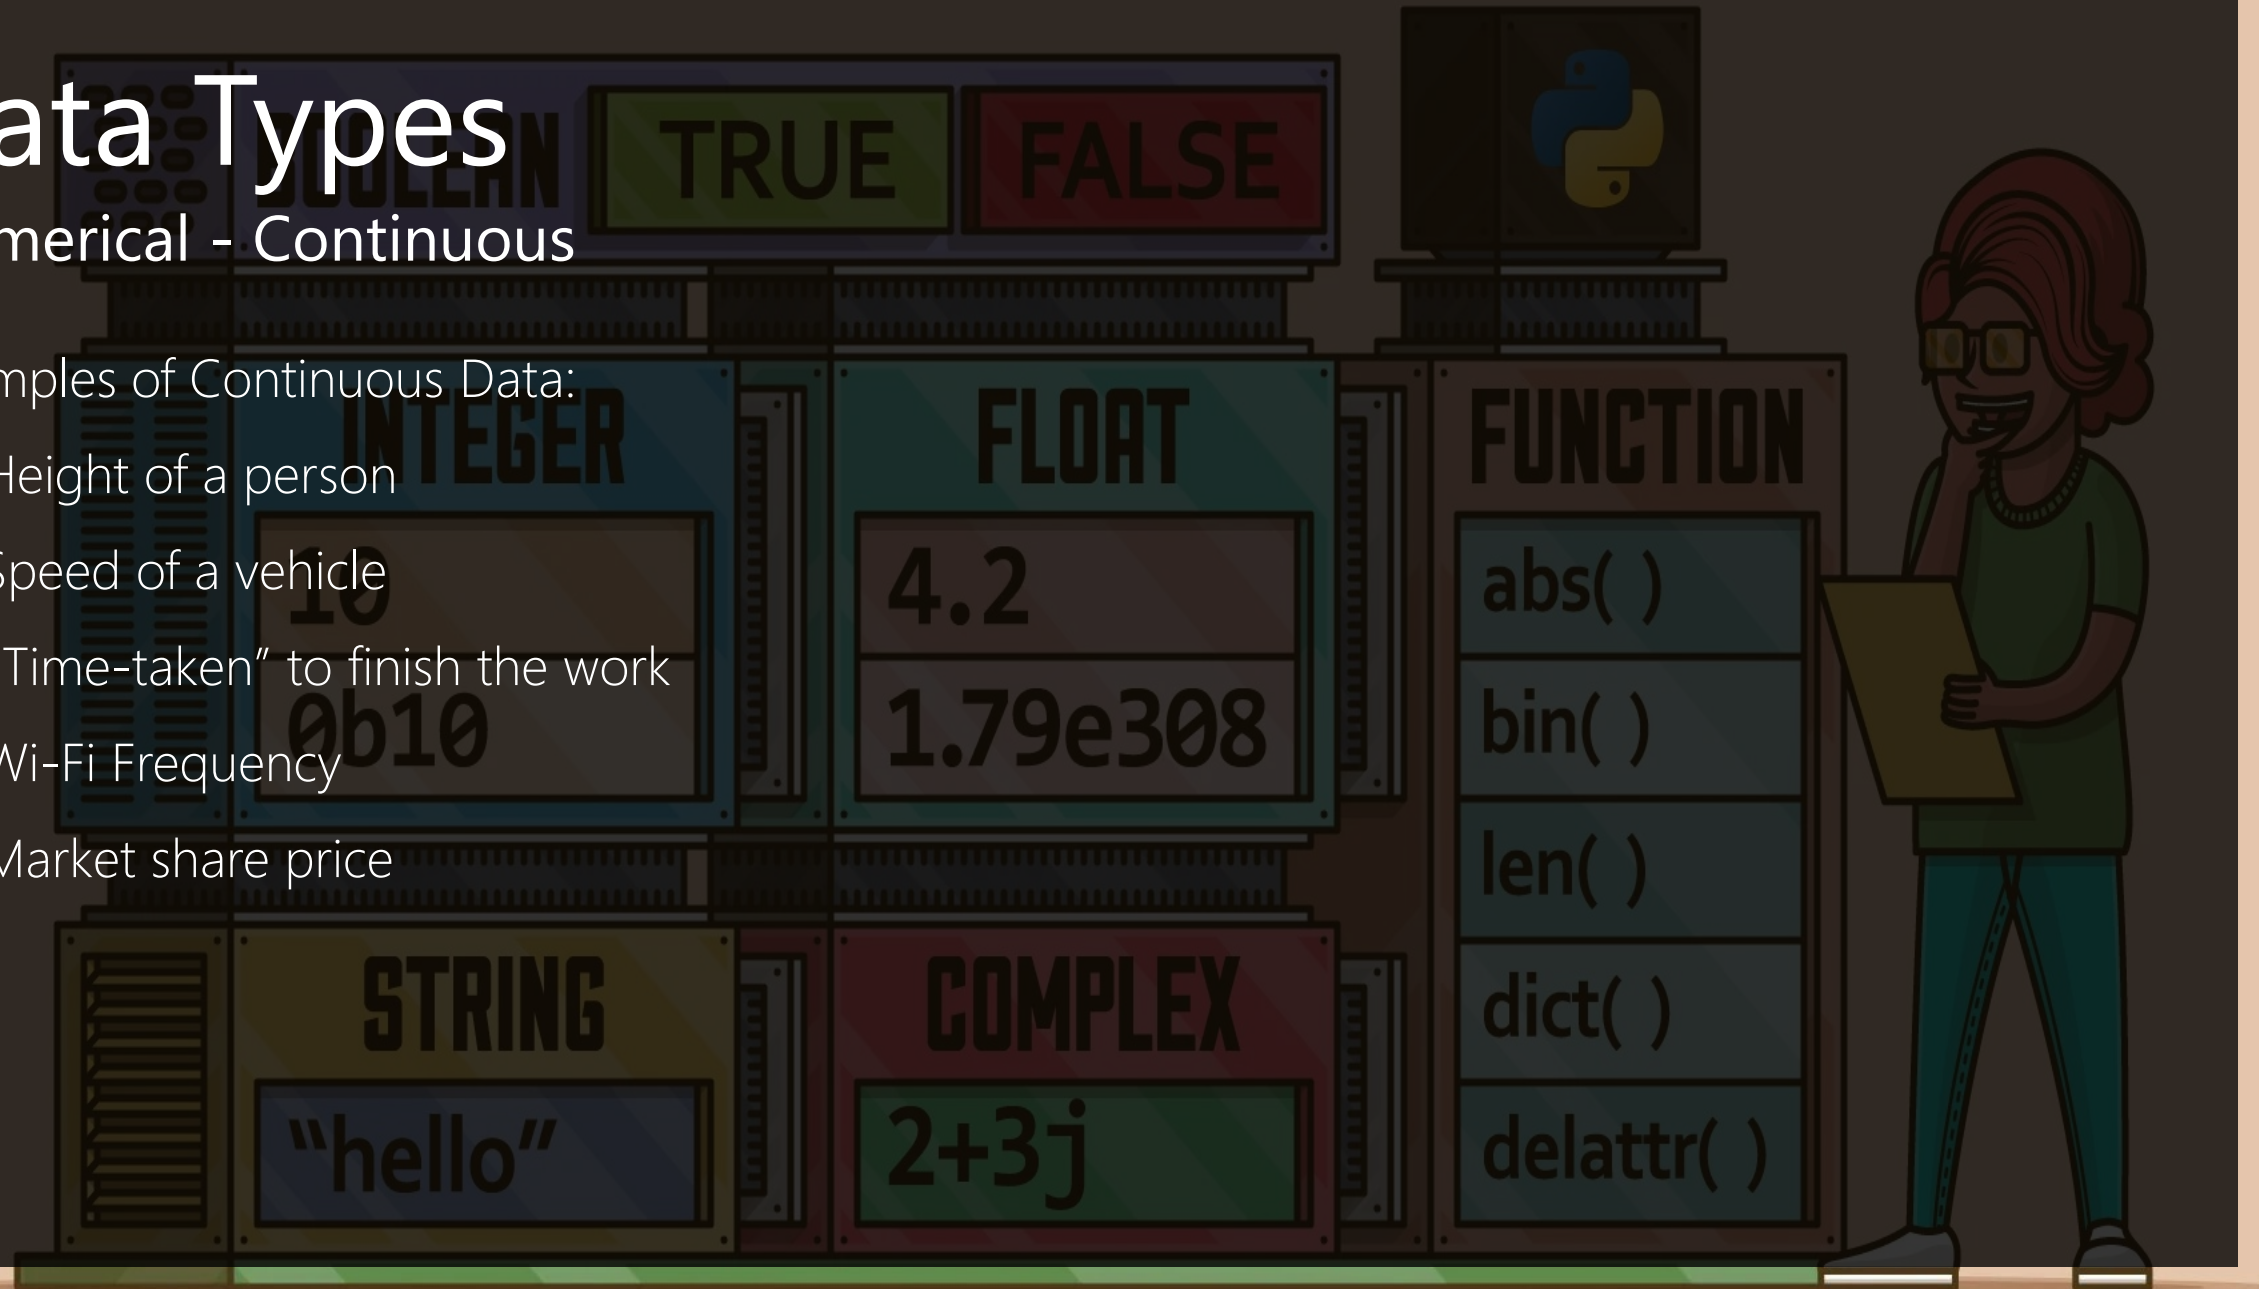 ata Types
merical - Continuous
mples of Continuous Data:
Height of a person
Speed of a vehicle
"Time-taken” to finish the work
Wi-Fi Frequency
Market share price
BOOLEAN TRUE FALSE
INTEGER
10
0b10
FLOAT
4.2
1.79e308
FUNCTION
abs( )
bin( )
len( )
dict( )
delattr( )
STRING
“hello”
COMPLEX
2+3j